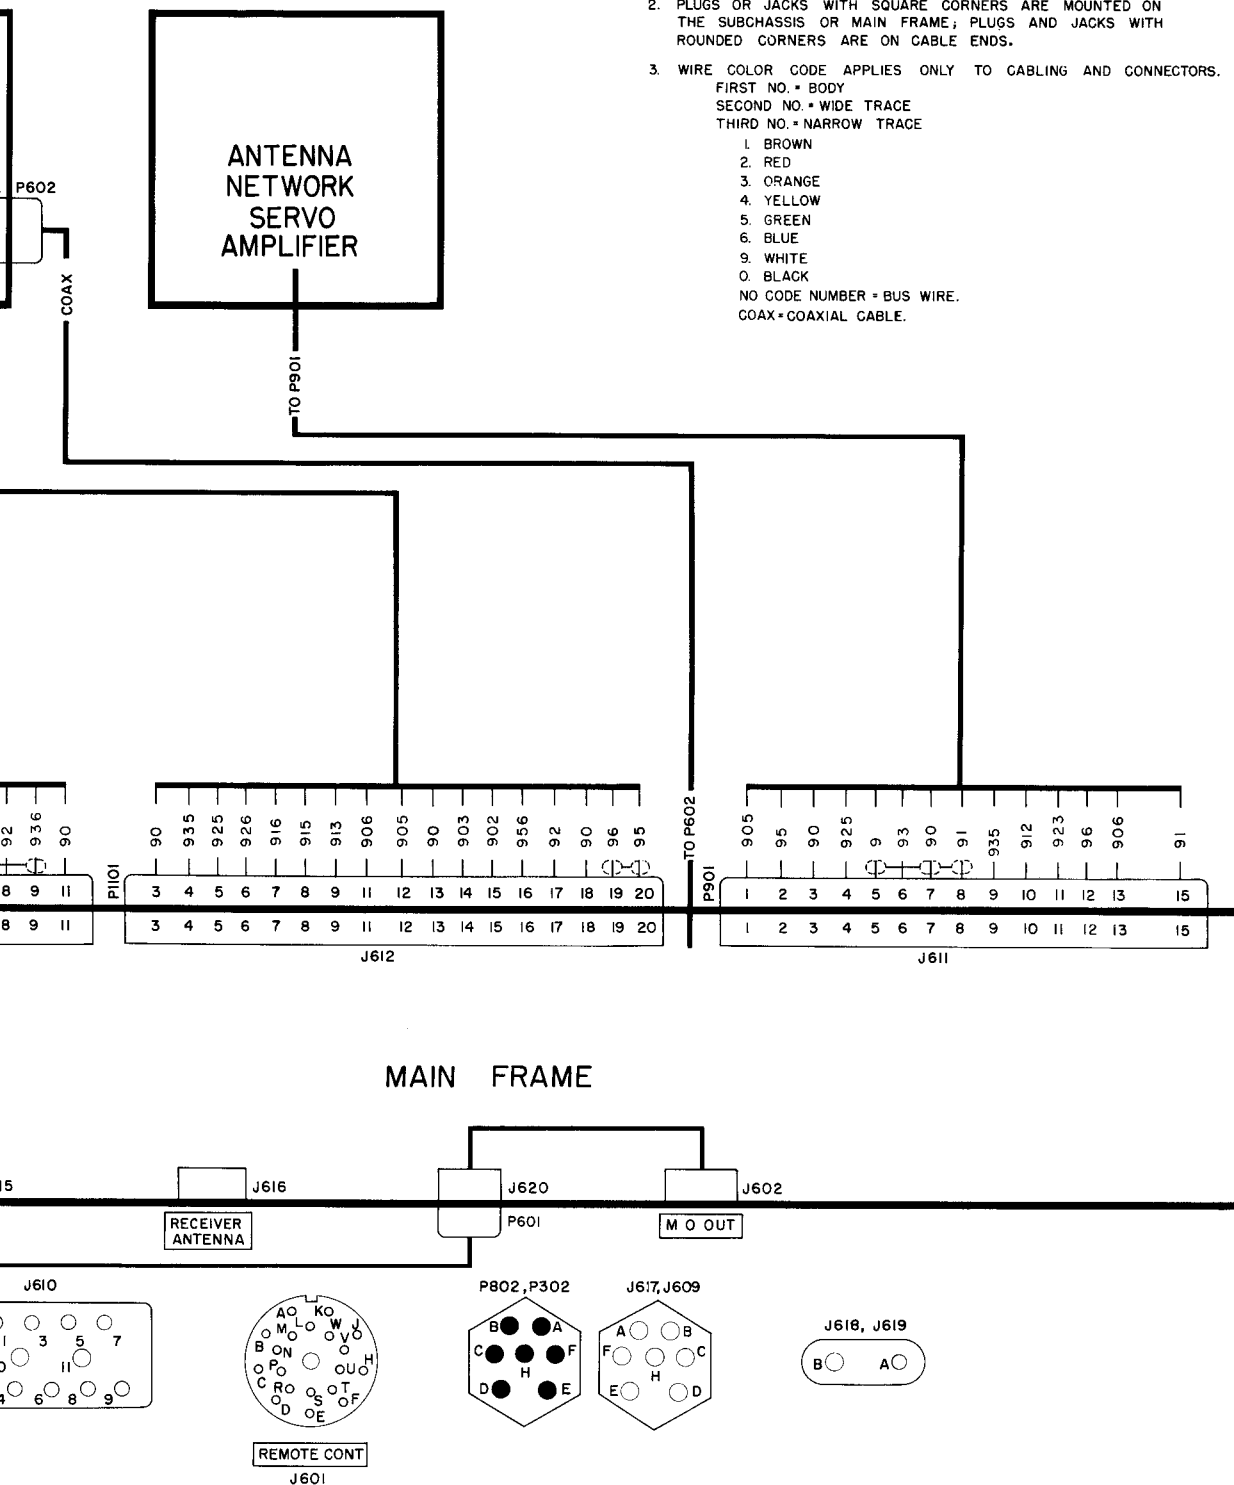 2. PLUGS OR JACKS WITH SQUARE CORNERS ARE MOUNTED ON
THE SUBCHASSIS OR MAIN FRAME; PLUGS AND JACKS WITH
ROUNDED CORNERS ARE ON CABLE ENDS.
3. WIRE COLOR CODE APPLIES ONLY TO CABLING AND CONNECTORS.
FIRST NO. = BODY
SECOND NO. = WIDE TRACE
THIRD NO. = NARROW TRACE
1. BROWN
2. RED
3. ORANGE
4. YELLOW
5. GREEN
6. BLUE
9. WHITE
0. BLACK
NO CODE NUMBER = BUS WIRE.
COAX = COAXIAL CABLE.
ANTENNA
NETWORK
SERVO
AMPLIFIER
P602
COAX
TO P901
TO P602
92 936 90
8 9 11
8 9 11
P1101
90 935 925 926 916 915 913 906 905 90 903 902 956 92 90 96 95
3 4 5 6 7 8 9 11 12 13 14 15 16 17 18 19 20
3 4 5 6 7 8 9 11 12 13 14 15 16 17 18 19 20
J612
P901
905 95 90 925 9 93 90 91 935 912 923 96 906 91
1 2 3 4 5 6 7 8 9 10 11 12 13 15
1 2 3 4 5 6 7 8 9 10 11 12 13 15
J611
MAIN FRAME
15
J616
RECEIVER
ANTENNA
J620
P601
J602
M O OUT
J610
1 3 5 7
11
4 6 8 9
A K L M W J V B N H P U C R S T F D E
REMOTE CONT
J601
P802, P302
B A C F H D E
J617, J609
A B F C H E D
J618, J619
B A